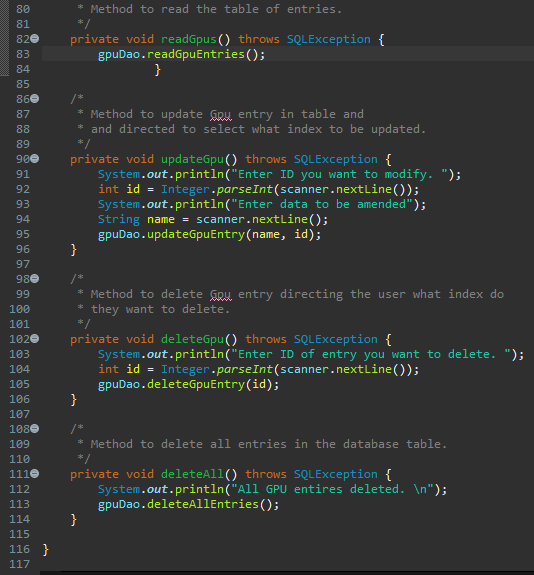 80      * Method to read the table of entries.
81      */
82     private void readGpus() throws SQLException {
83         gpuDao.readGpuEntries();
84                 }
85
86     /*
87      * Method to update Gpu entry in table and
88      * and directed to select what index to be updated.
89      */
90     private void updateGpu() throws SQLException {
91         System.out.println("Enter ID you want to modify. ");
92         int id = Integer.parseInt(scanner.nextLine());
93         System.out.println("Enter data to be amended");
94         String name = scanner.nextLine();
95         gpuDao.updateGpuEntry(name, id);
96     }
97
98     /*
99      * Method to delete Gpu entry directing the user what index do
100      * they want to delete.
101      */
102     private void deleteGpu() throws SQLException {
103         System.out.println("Enter ID of entry you want to delete. ");
104         int id = Integer.parseInt(scanner.nextLine());
105         gpuDao.deleteGpuEntry(id);
106     }
107
108     /*
109      * Method to delete all entries in the database table.
110      */
111     private void deleteAll() throws SQLException {
112         System.out.println("All GPU entires deleted. \n");
113         gpuDao.deleteAllEntries();
114     }
115
116 }
117